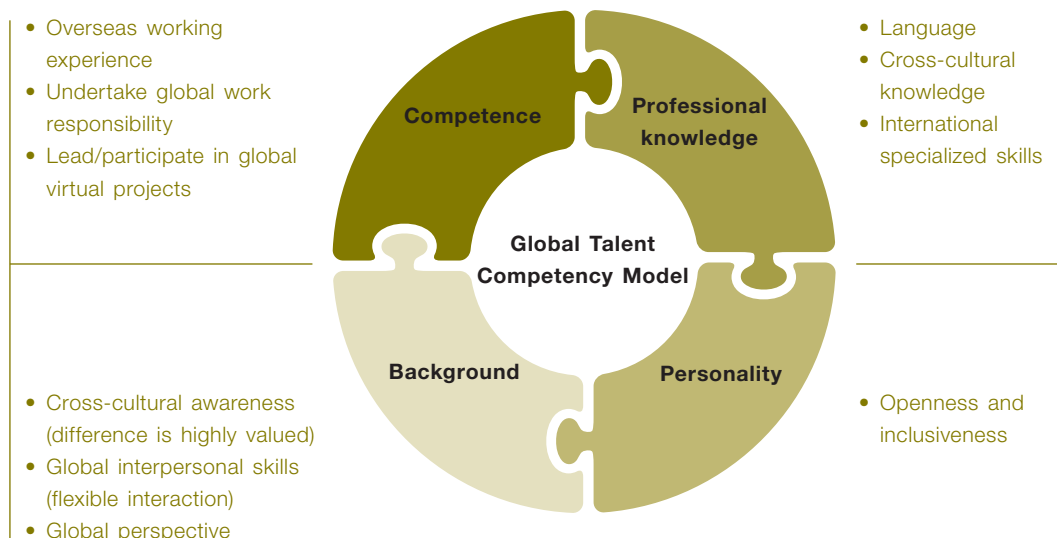 • Overseas working
experience
• Undertake global work
responsibility
• Lead/participate in global
virtual projects
Competence
Professional
knowledge
• Language
• Cross-cultural
knowledge
• International
specialized skills
Global Talent
Competency Model
Background
Personality
• Cross-cultural awareness
(difference is highly valued)
• Global interpersonal skills
(flexible interaction)
• Global perspective
• Openness and
inclusiveness